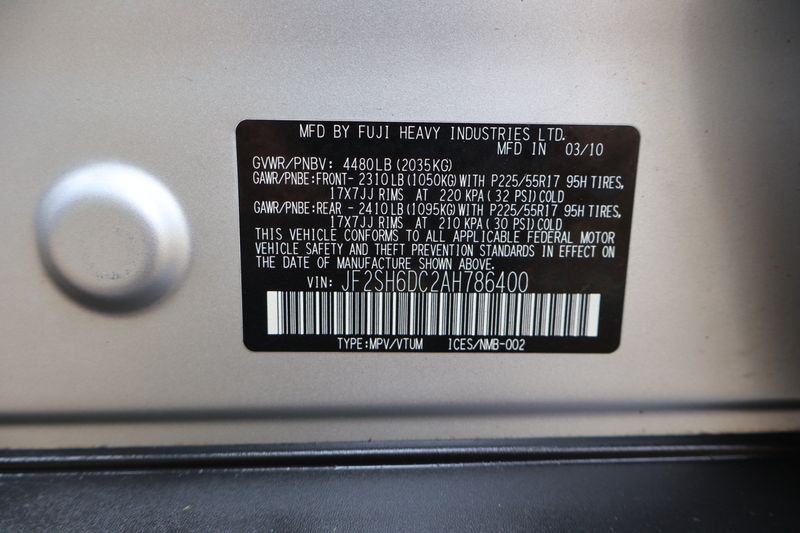 MFD BY FUJI HEAVY INDUSTRIES LTD.
MFD IN 03/10
GVWR/PNBV: 4480LB (2035KG)
GAWR/PNBE:FRONT-2310LB (1050KG) WITH P225/55R17 95H TIRES,
17X7JJ RIMS AT 220 KPA ( 32 PSI) COLD
GAWR/PNBE:REAR - 2410LB (1095KG) WITH P225/55R17 95H TIRES,
17X7JJ RIMS AT 210 KPA ( 30 PSI) COLD
THIS VEHICLE CONFORMS TO ALL APPLICABLE FEDERAL MOTOR
VEHICLE SAFETY AND THEFT PREVENTION STANDARDS IN EFFECT ON
THE DATE OF MANUFACTURE SHOWN ABOVE.
VIN: JF2SH6DC2AH786400
TYPE:MPV/VTUM ICES/NMB-002